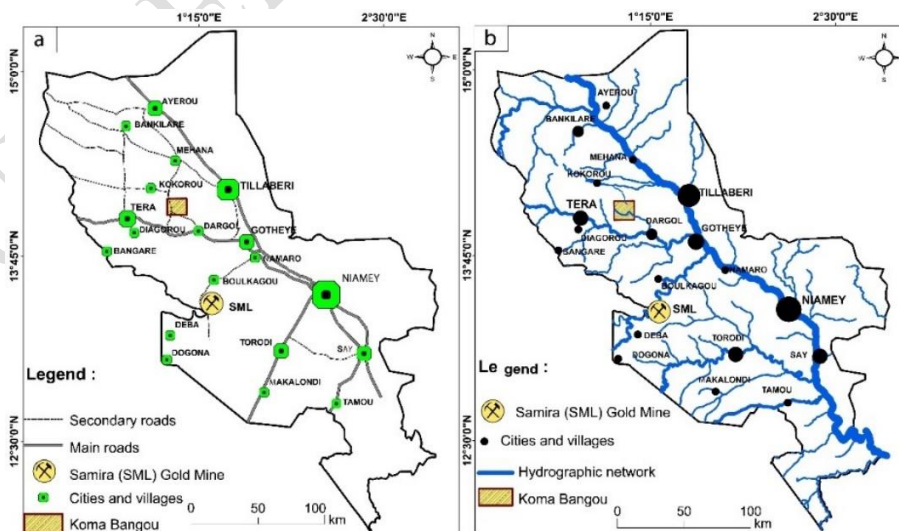 a
1°15'0"E
2°30'0"E
15°0'0"N
13°45'0"N
12°30'0"N
N
W
E
S
AYEROU
BANKILARE
MEHANA
KOKOROU
TILLABERI
TERA
DIAGOROU
DARGOL
GOTHEYE
BANGARE
NAMARO
BOULKAGOU
NIAMEY
SML
DEBA
DOGONA
TORODI
SAY
MAKALONDI
TAMOU
Legend :
Secondary roads
Main roads
Samira (SML) Gold Mine
Cities and villages
Koma Bangou
0 50 100
km
b
1°15'0"E
2°30'0"E
15°0'0"N
13°45'0"N
12°30'0"N
N
W
E
S
AYEROU
BANKILARE
MEHANA
KOKOROU
TILLABERI
TERA
DIAGOROU
DARGOL
GOTHEYE
BANGARE
NAMARO
BOULKAGOU
NIAMEY
SML
DEBA
DOGONA
TORODI
SAY
MAKALONDI
TAMOU
Le gend :
Samira (SML) Gold Mine
Cities and villages
Hydrographic network
Koma Bangou
0 50 100
km